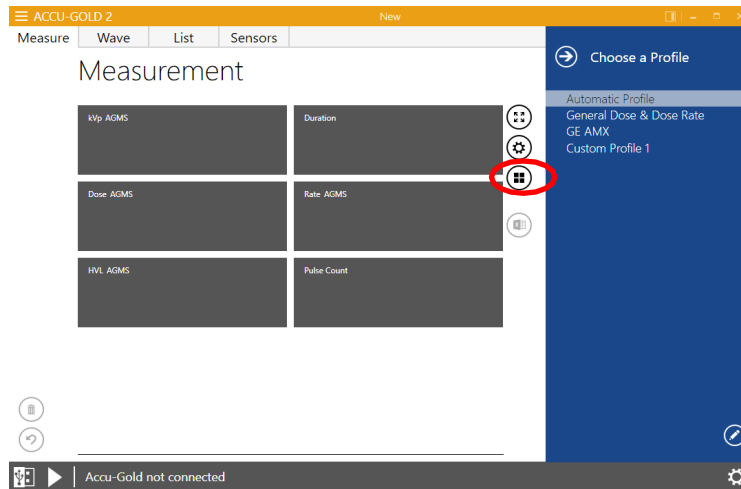 ACCU-GOLD 2
New
Measure Wave List Sensors
Measurement
kVp AGMS
Duration
Dose AGMS
Rate AGMS
HVL AGMS
Pulse Count
Choose a Profile
Automatic Profile
General Dose & Dose Rate
GE AMX
Custom Profile 1
Accu-Gold not connected